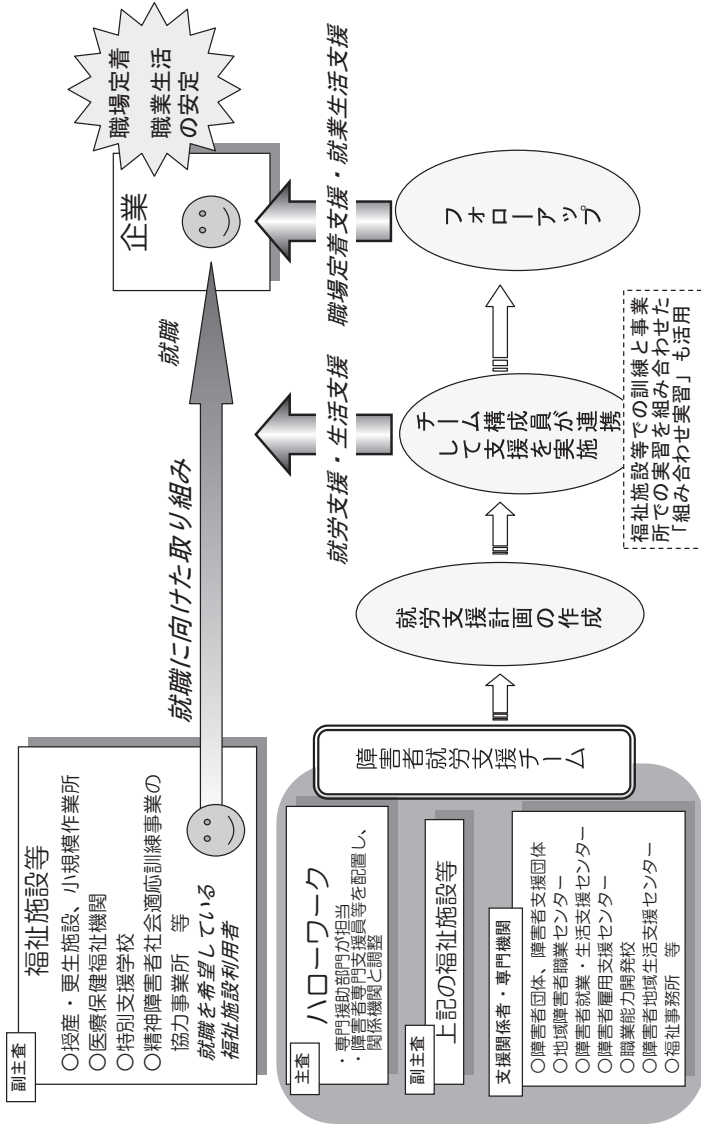 副主査
福祉施設等
○授産・更生施設、小規模作業所
○医療保健福祉機関
○特別支援学校
○精神障害者社会適応訓練事業の
協力事業所　等
就職を希望している
福祉施設利用者
就職に向けた取り組み
就職
企業
職場定着
職業生活
の安定
就労支援・生活支援
職場定着支援・就業生活支援
主査
ハローワーク
・専門援助部門が担当
・障害者専門支援員等を配置し、
関係機関と調整
副主査
上記の福祉施設等
支援関係者・専門機関
○障害者団体、障害者支援団体
○地域障害者職業センター
○障害者就業・生活支援センター
○障害者雇用支援センター
○職業能力開発校
○障害者地域生活支援センター
○福祉事務所　等
障害者就労支援チーム
就労支援計画の作成
チーム構成員が連携
して支援を実施
フォローアップ
福祉施設等での訓練と事業
所での実習を組み合わせた
「組み合わせ実習」も活用